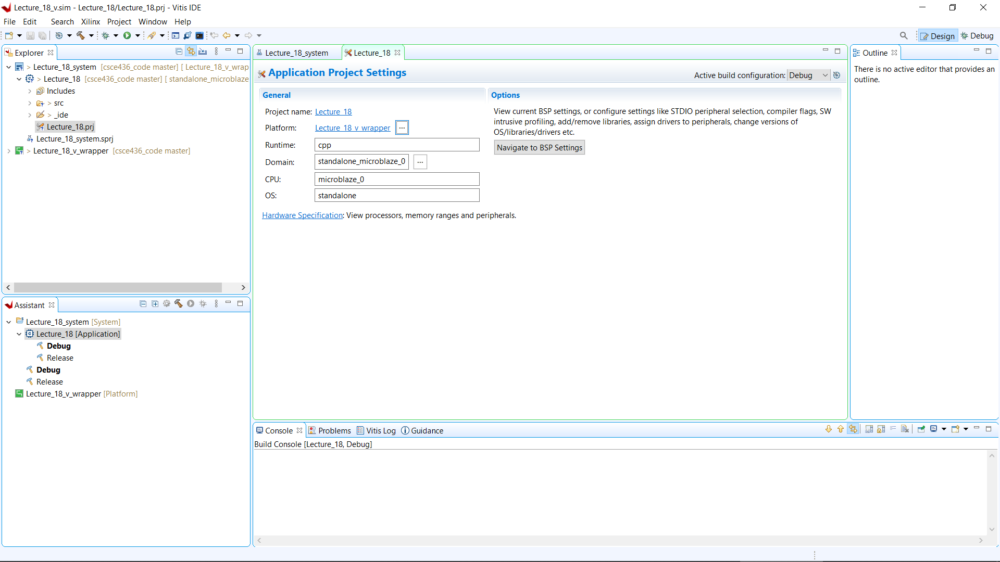 Lecture_18_v.sim - Lecture_18/Lecture_18.prj - Vitis IDE
File Edit Search Xilinx Project Window Help
Design Debug
Explorer
> Lecture_18_system [csce436_code master] [ Lecture_18_v_wrap
> Lecture_18 [csce436_code master] [ standalone_microblaze
Includes
> src
> _ide
Lecture_18.prj
Lecture_18_system.sprj
> Lecture_18_v_wrapper [csce436_code master]
Assistant
Lecture_18_system [System]
Lecture_18 [Application]
Debug
Release
Debug
Release
Lecture_18_v_wrapper [Platform]
Lecture_18_system Lecture_18
Application Project Settings
Active build configuration: Debug
General
Project name: Lecture_18
Platform: Lecture_18_v_wrapper ...
Runtime: cpp
Domain: standalone_microblaze_0 ...
CPU: microblaze_0
OS: standalone
Hardware Specification: View processors, memory ranges and peripherals.
Options
View current BSP settings, or configure settings like STDIO peripheral selection, compiler flags, SW
intrusive profiling, add/remove libraries, assign drivers to peripherals, change versions of
OS/libraries/drivers etc.
Navigate to BSP Settings
Outline
There is no active editor that provides an
outline.
Console Problems Vitis Log Guidance
Build Console [Lecture_18, Debug]